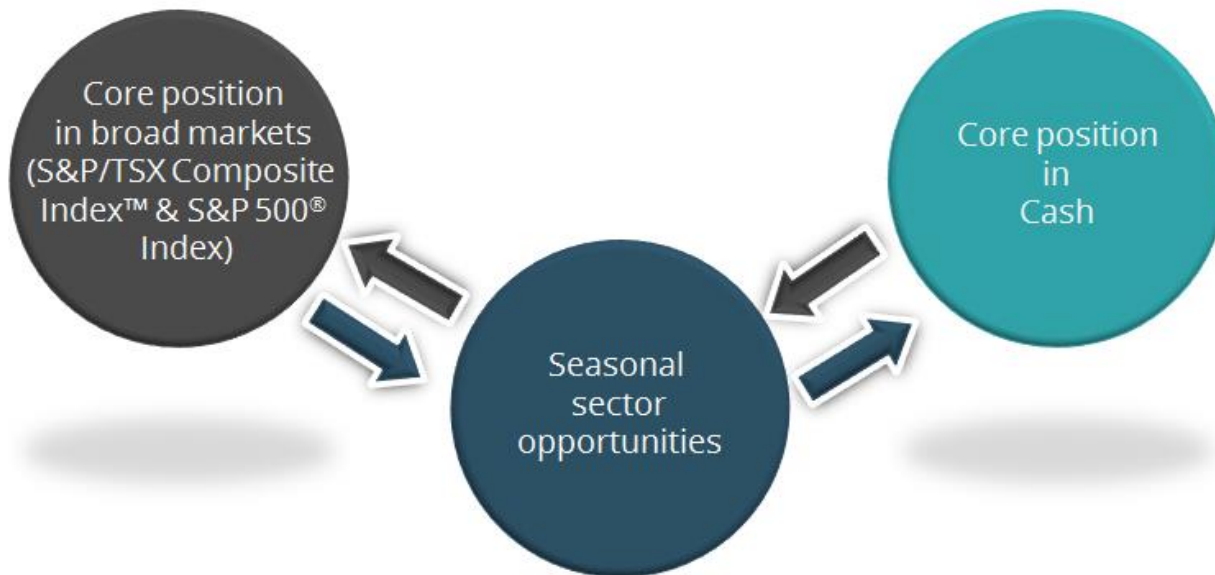 Core position
in broad markets
(S&P/TSX Composite
Index™ & S&P 500®
Index)
Core position
in
Cash
Seasonal
sector
opportunities